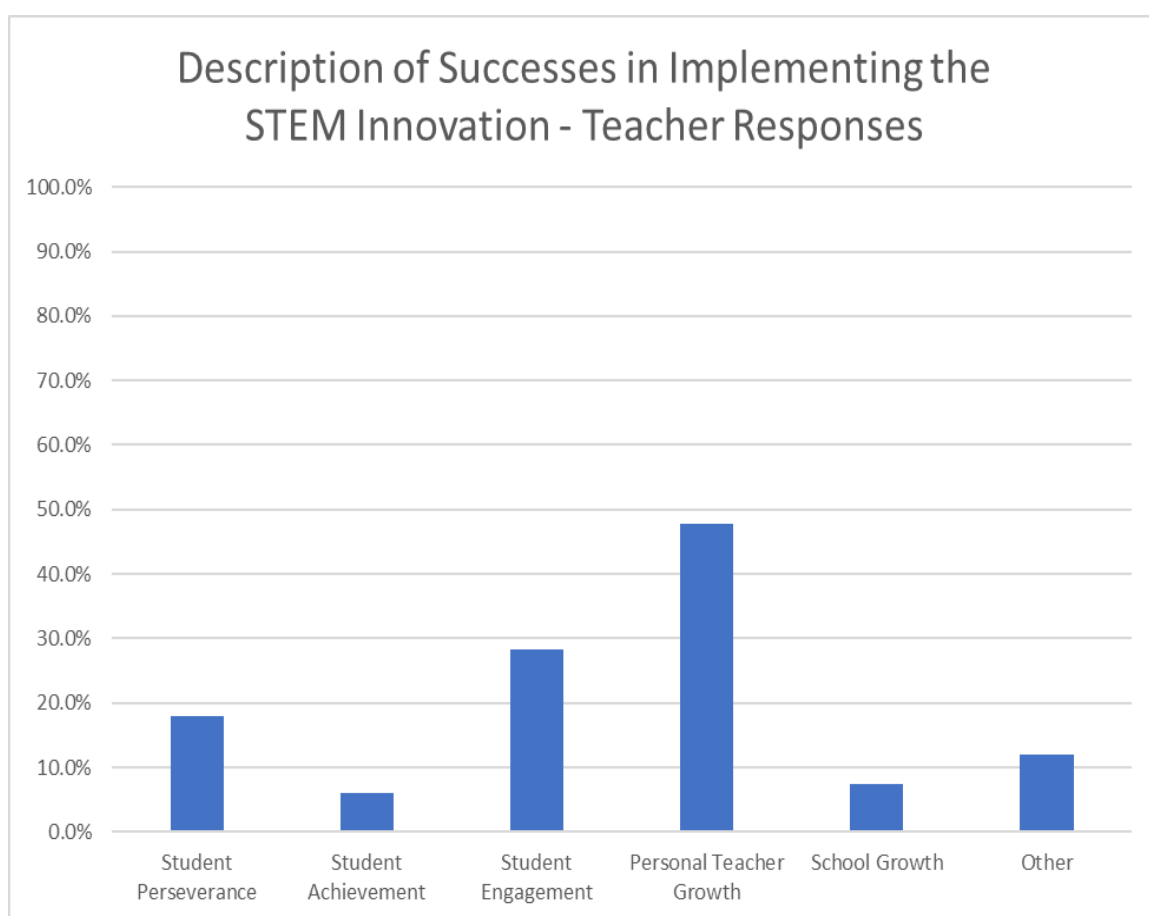 Description of Successes in Implementing the
STEM Innovation - Teacher Responses
100.0%
90.0%
80.0%
70.0%
60.0%
50.0%
40.0%
30.0%
20.0%
10.0%
0.0%
Student
Perseverance
Student
Achievement
Student
Engagement
Personal Teacher
Growth
School Growth
Other